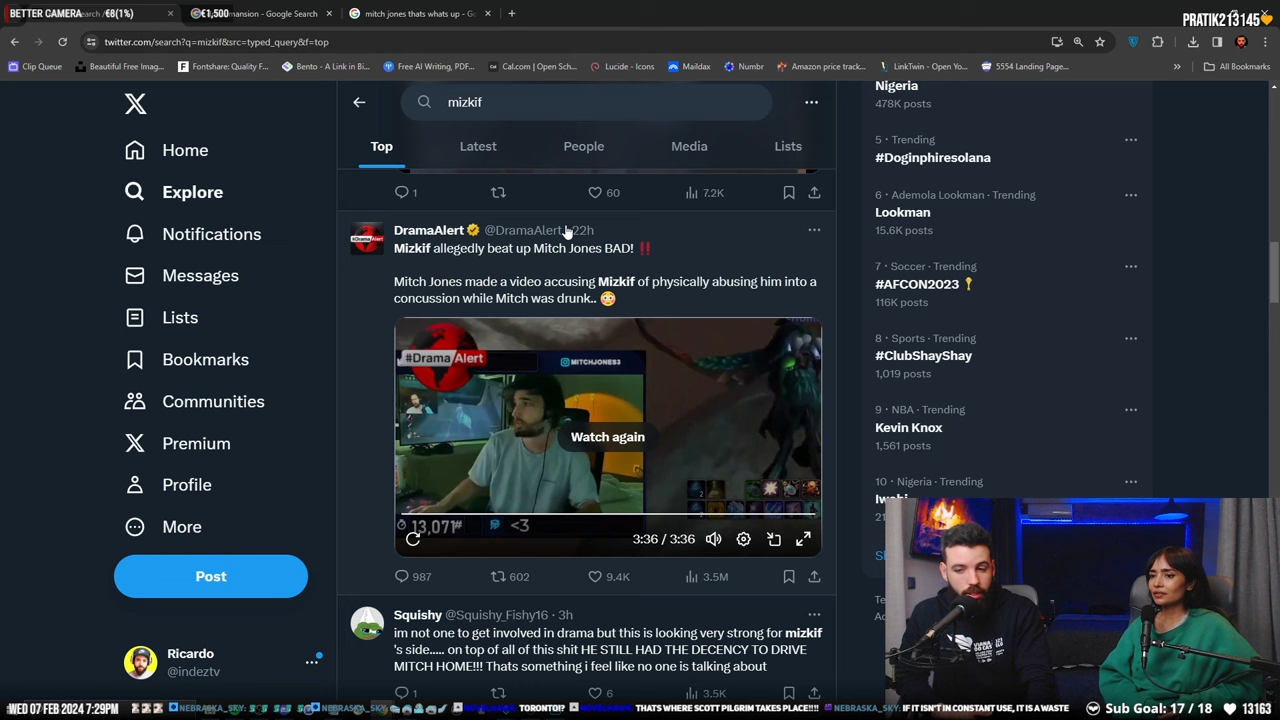 BETTER CAMERA
€8(1%)
€1,500
mansion - Google Search
mitch jones thats whats up - Go
PRATIK213145
twitter.com/search?q=mizkif&src=typed_query&f=top
Clip Queue
Beautiful Free Imag...
Fontshare: Quality F...
Bento - A Link in Bi...
Free AI Writing, PDF...
Cal.com | Open Sch...
Lucide - Icons
Maildax
Numbr
Amazon price track...
LinkTwin - Open Yo...
5554 Landing Page...
All Bookmarks
Home
Explore
Notifications
Messages
Lists
Bookmarks
Communities
Premium
Profile
More
Post
Ricardo
@indeztv
mizkif
Top
Latest
People
Media
Lists
1
60
7.2K
DramaAlert @DramaAlert 22h
Mizkif allegedly beat up Mitch Jones BAD! ‼️
Mitch Jones made a video accusing Mizkif of physically abusing him into a
concussion while Mitch was drunk.. 😳
#DramaAlert
MITCHJONES3
Watch again
13,071#
<3
3:36 / 3:36
987
602
9.4K
3.5M
Squishy @Squishy_Fishy16 · 3h
im not one to get involved in drama but this is looking very strong for mizkif
's side..... on top of all of this shit HE STILL HAD THE DECENCY TO DRIVE
MITCH HOME!!! Thats something i feel like no one is talking about
1
6
3.5K
Nigeria
478K posts
5 · Trending
#Doginphiresolana
6 · Ademola Lookman · Trending
Lookman
15.6K posts
7 · Soccer · Trending
#AFCON2023
116K posts
8 · Sports · Trending
#ClubShayShay
1,019 posts
9 · NBA · Trending
Kevin Knox
1,561 posts
10 · Nigeria · Trending
WED 07 FEB 2024 7:29PM
NEBRASKA_SKY:
NEBRASKA_SKY:
TORONTO!?
THATS WHERE SCOTT PILGRIM TAKES PLACE!!!!
NEBRASKA_SKY: IF IT'S IN CONSTANT USE, IT IS A WASTE
Sub Goal: 17 / 18
13163